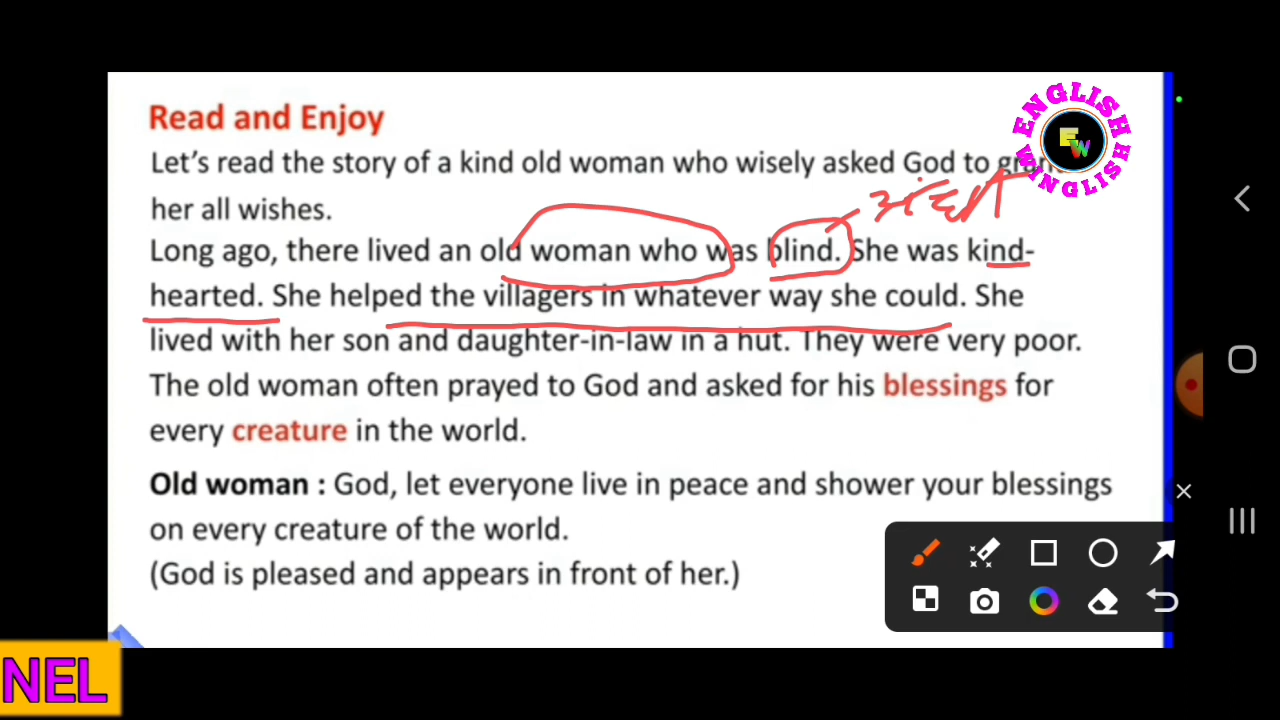 Read and Enjoy
ENGLISH
WINGLISH
EW
Let's read the story of a kind old woman who wisely asked God to
her all wishes.
Long ago, there lived an old woman who was blind. She was kind-
hearted. She helped the villagers in whatever way she could. She
lived with her son and daughter-in-law in a hut. They were very poor.
The old woman often prayed to God and asked for his blessings for
every creature in the world.
Old woman : God, let everyone live in peace and shower your blessings
on every creature of the world.
(God is pleased and appears in front of her.)
NEL